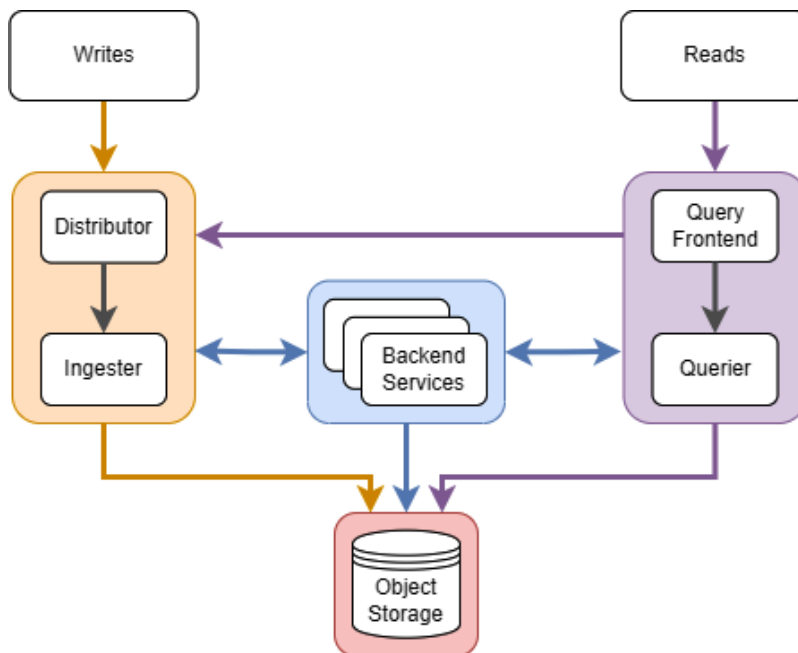 Writes
Reads
Distributor
Query
Frontend
Ingester
Backend
Services
Querier
Object
Storage